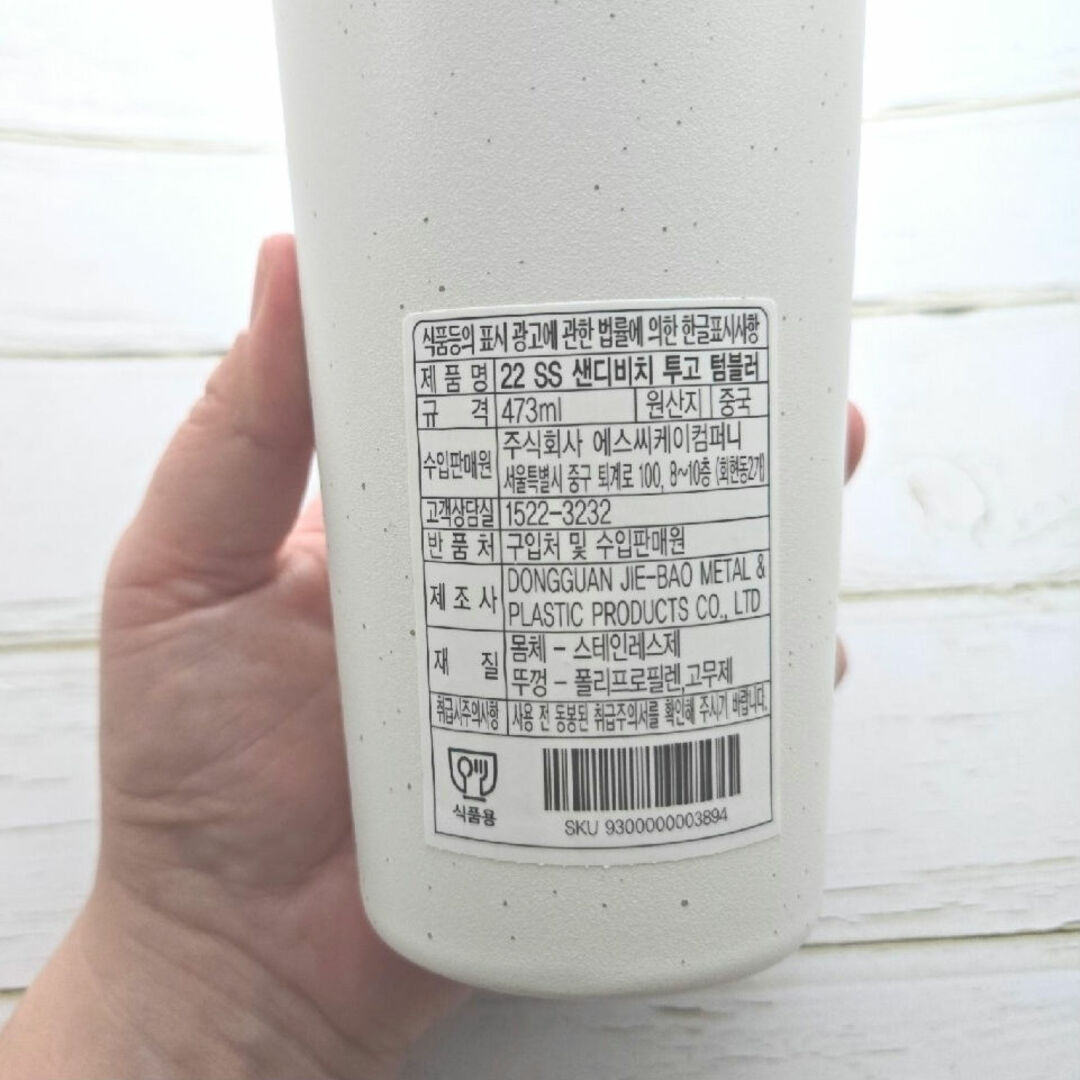 식품등의 표시 광고에 관한 법률에 의한 한글표시사항
제품명 22 SS 샌디비치 투고 텀블러
규격 473ml 원산지 중국
수입판매원 주식회사 에스씨케이컴퍼니
서울특별시 중구 퇴계로 100, 8~10층 (회현동2가)
고객상담실 1522-3232
반품처 구입처 및 수입판매원
제조사 DONGGUAN JIE-BAO METAL &
PLASTIC PRODUCTS CO., LTD
재질 몸체 - 스테인레스제
뚜껑 - 폴리프로필렌,고무제
취급시주의사항 사용 전 동봉된 취급주의서를 확인해 주시기 바랍니다.
식품용
SKU 9300000003894